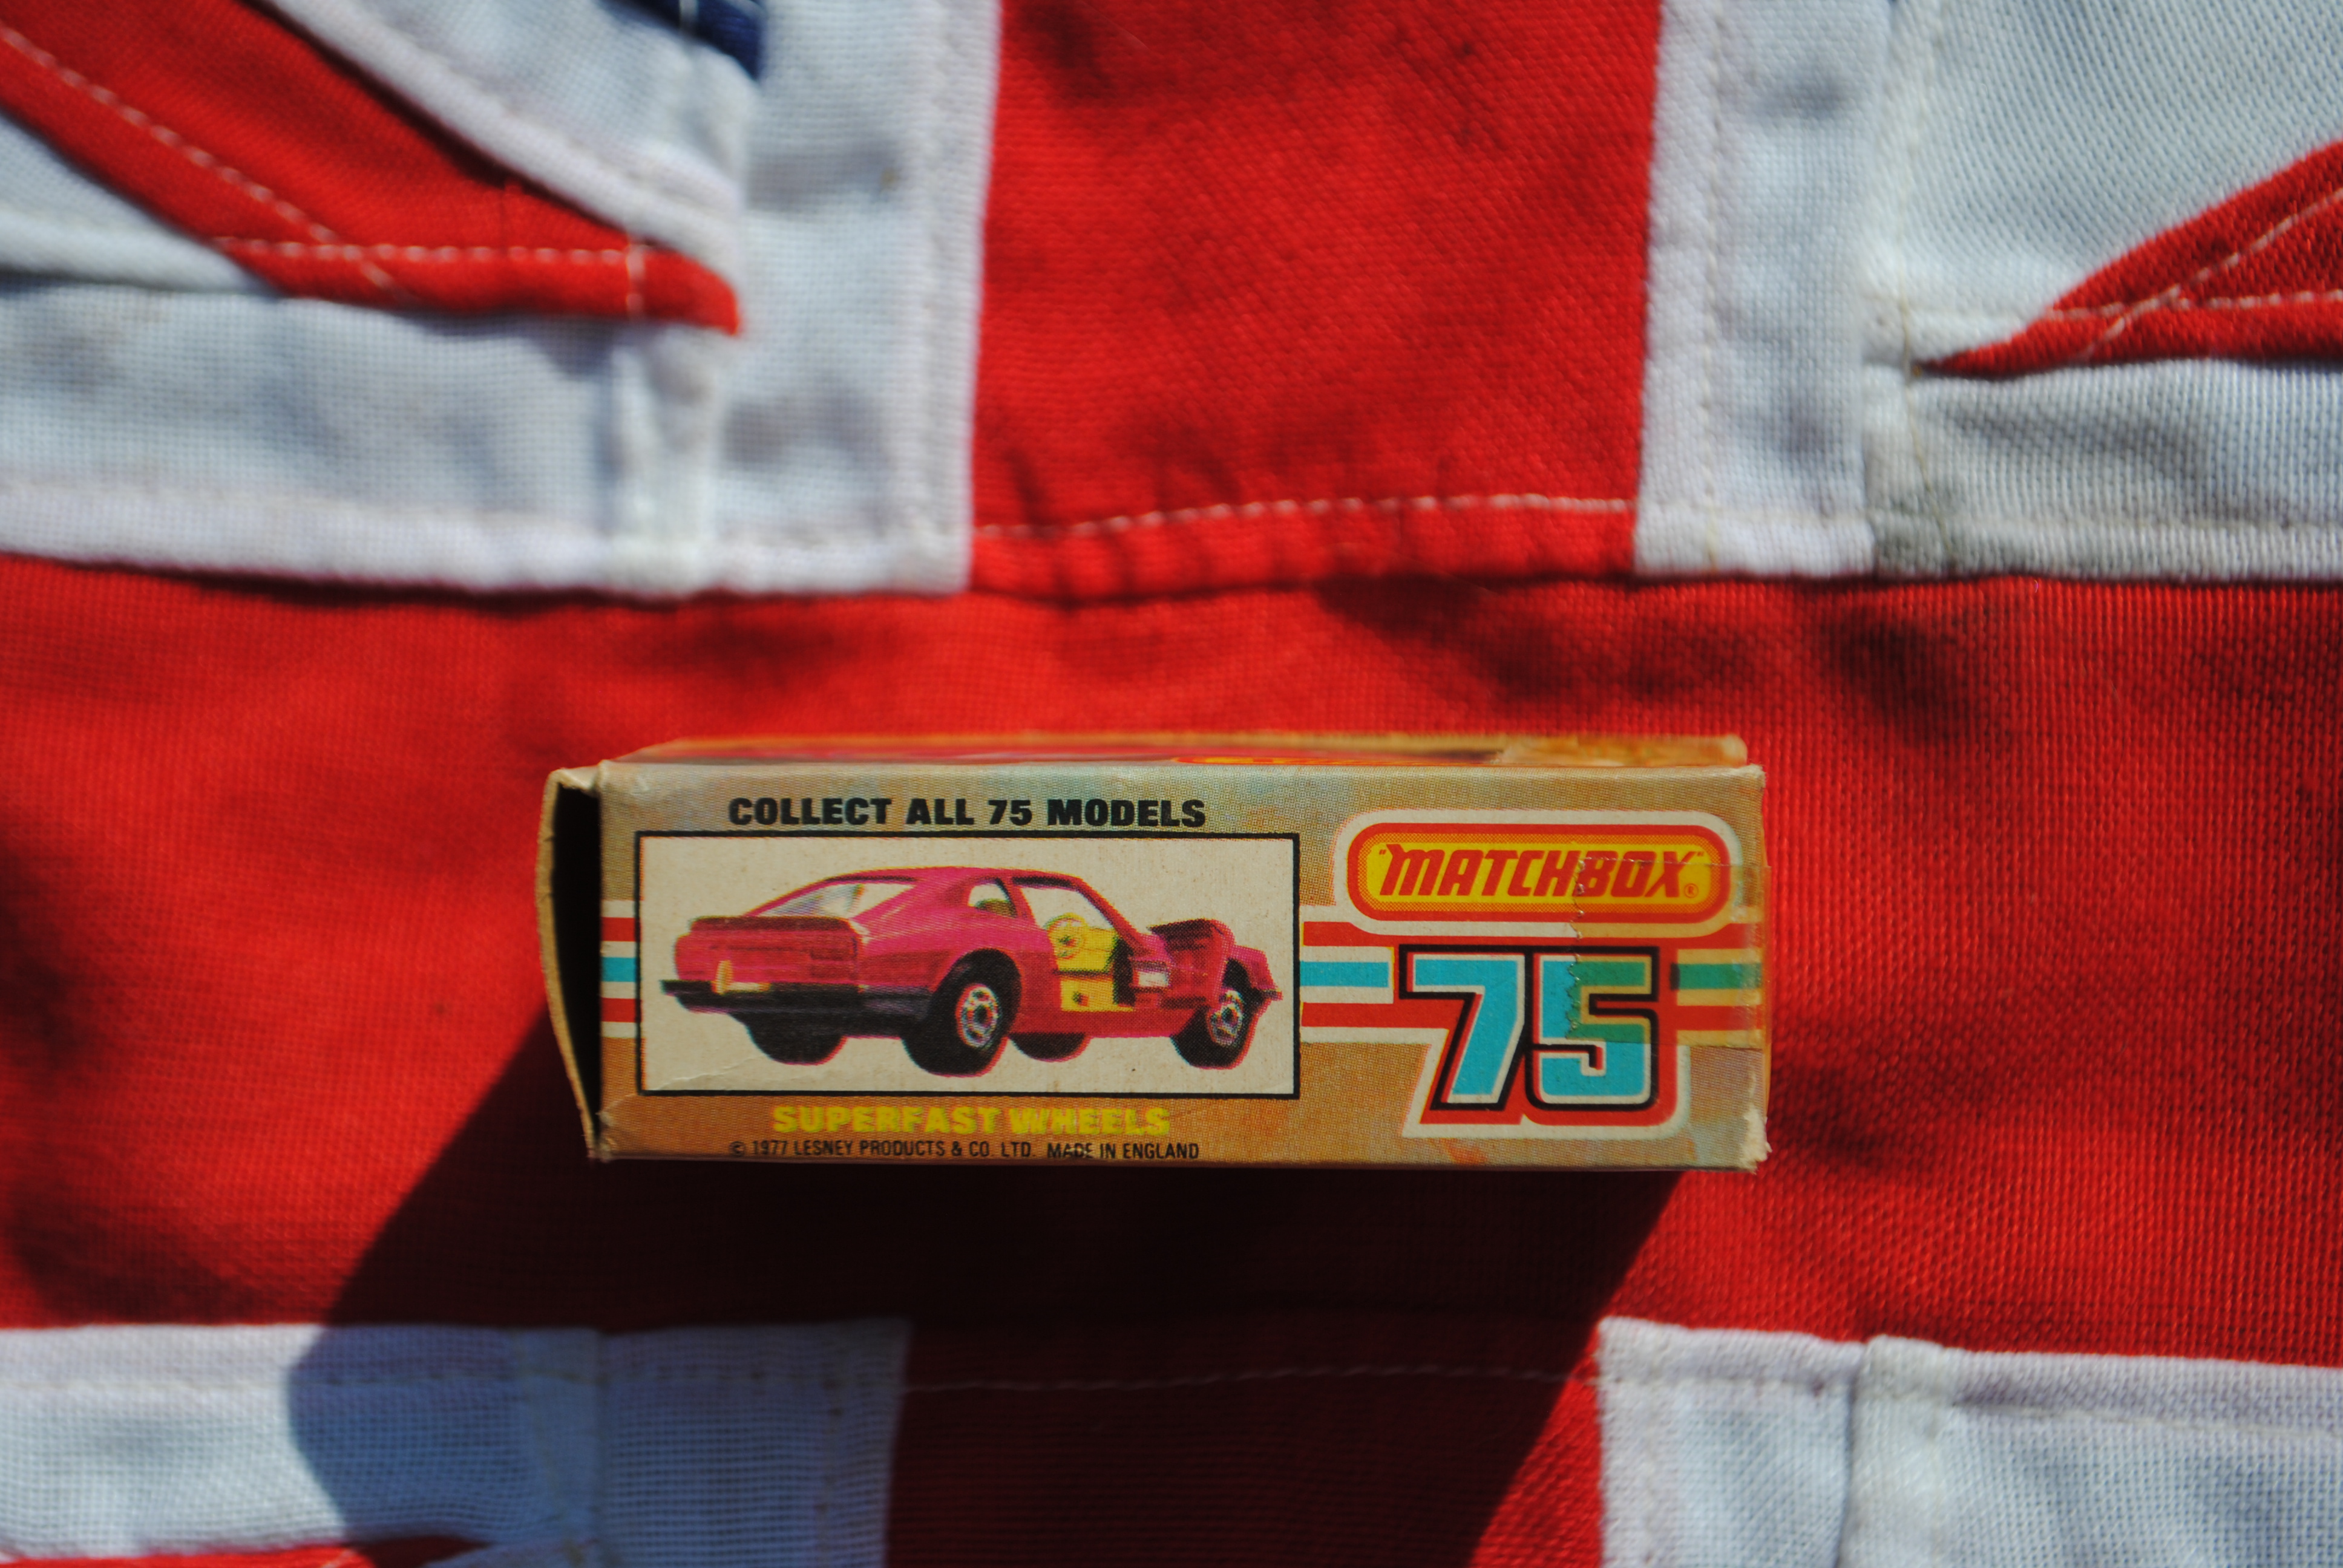 COLLECT ALL 75 MODELS
"MATCHBOX"®
75
SUPERFAST WHEELS
© 1977 LESNEY PRODUCTS & CO. LTD. MADE IN ENGLAND